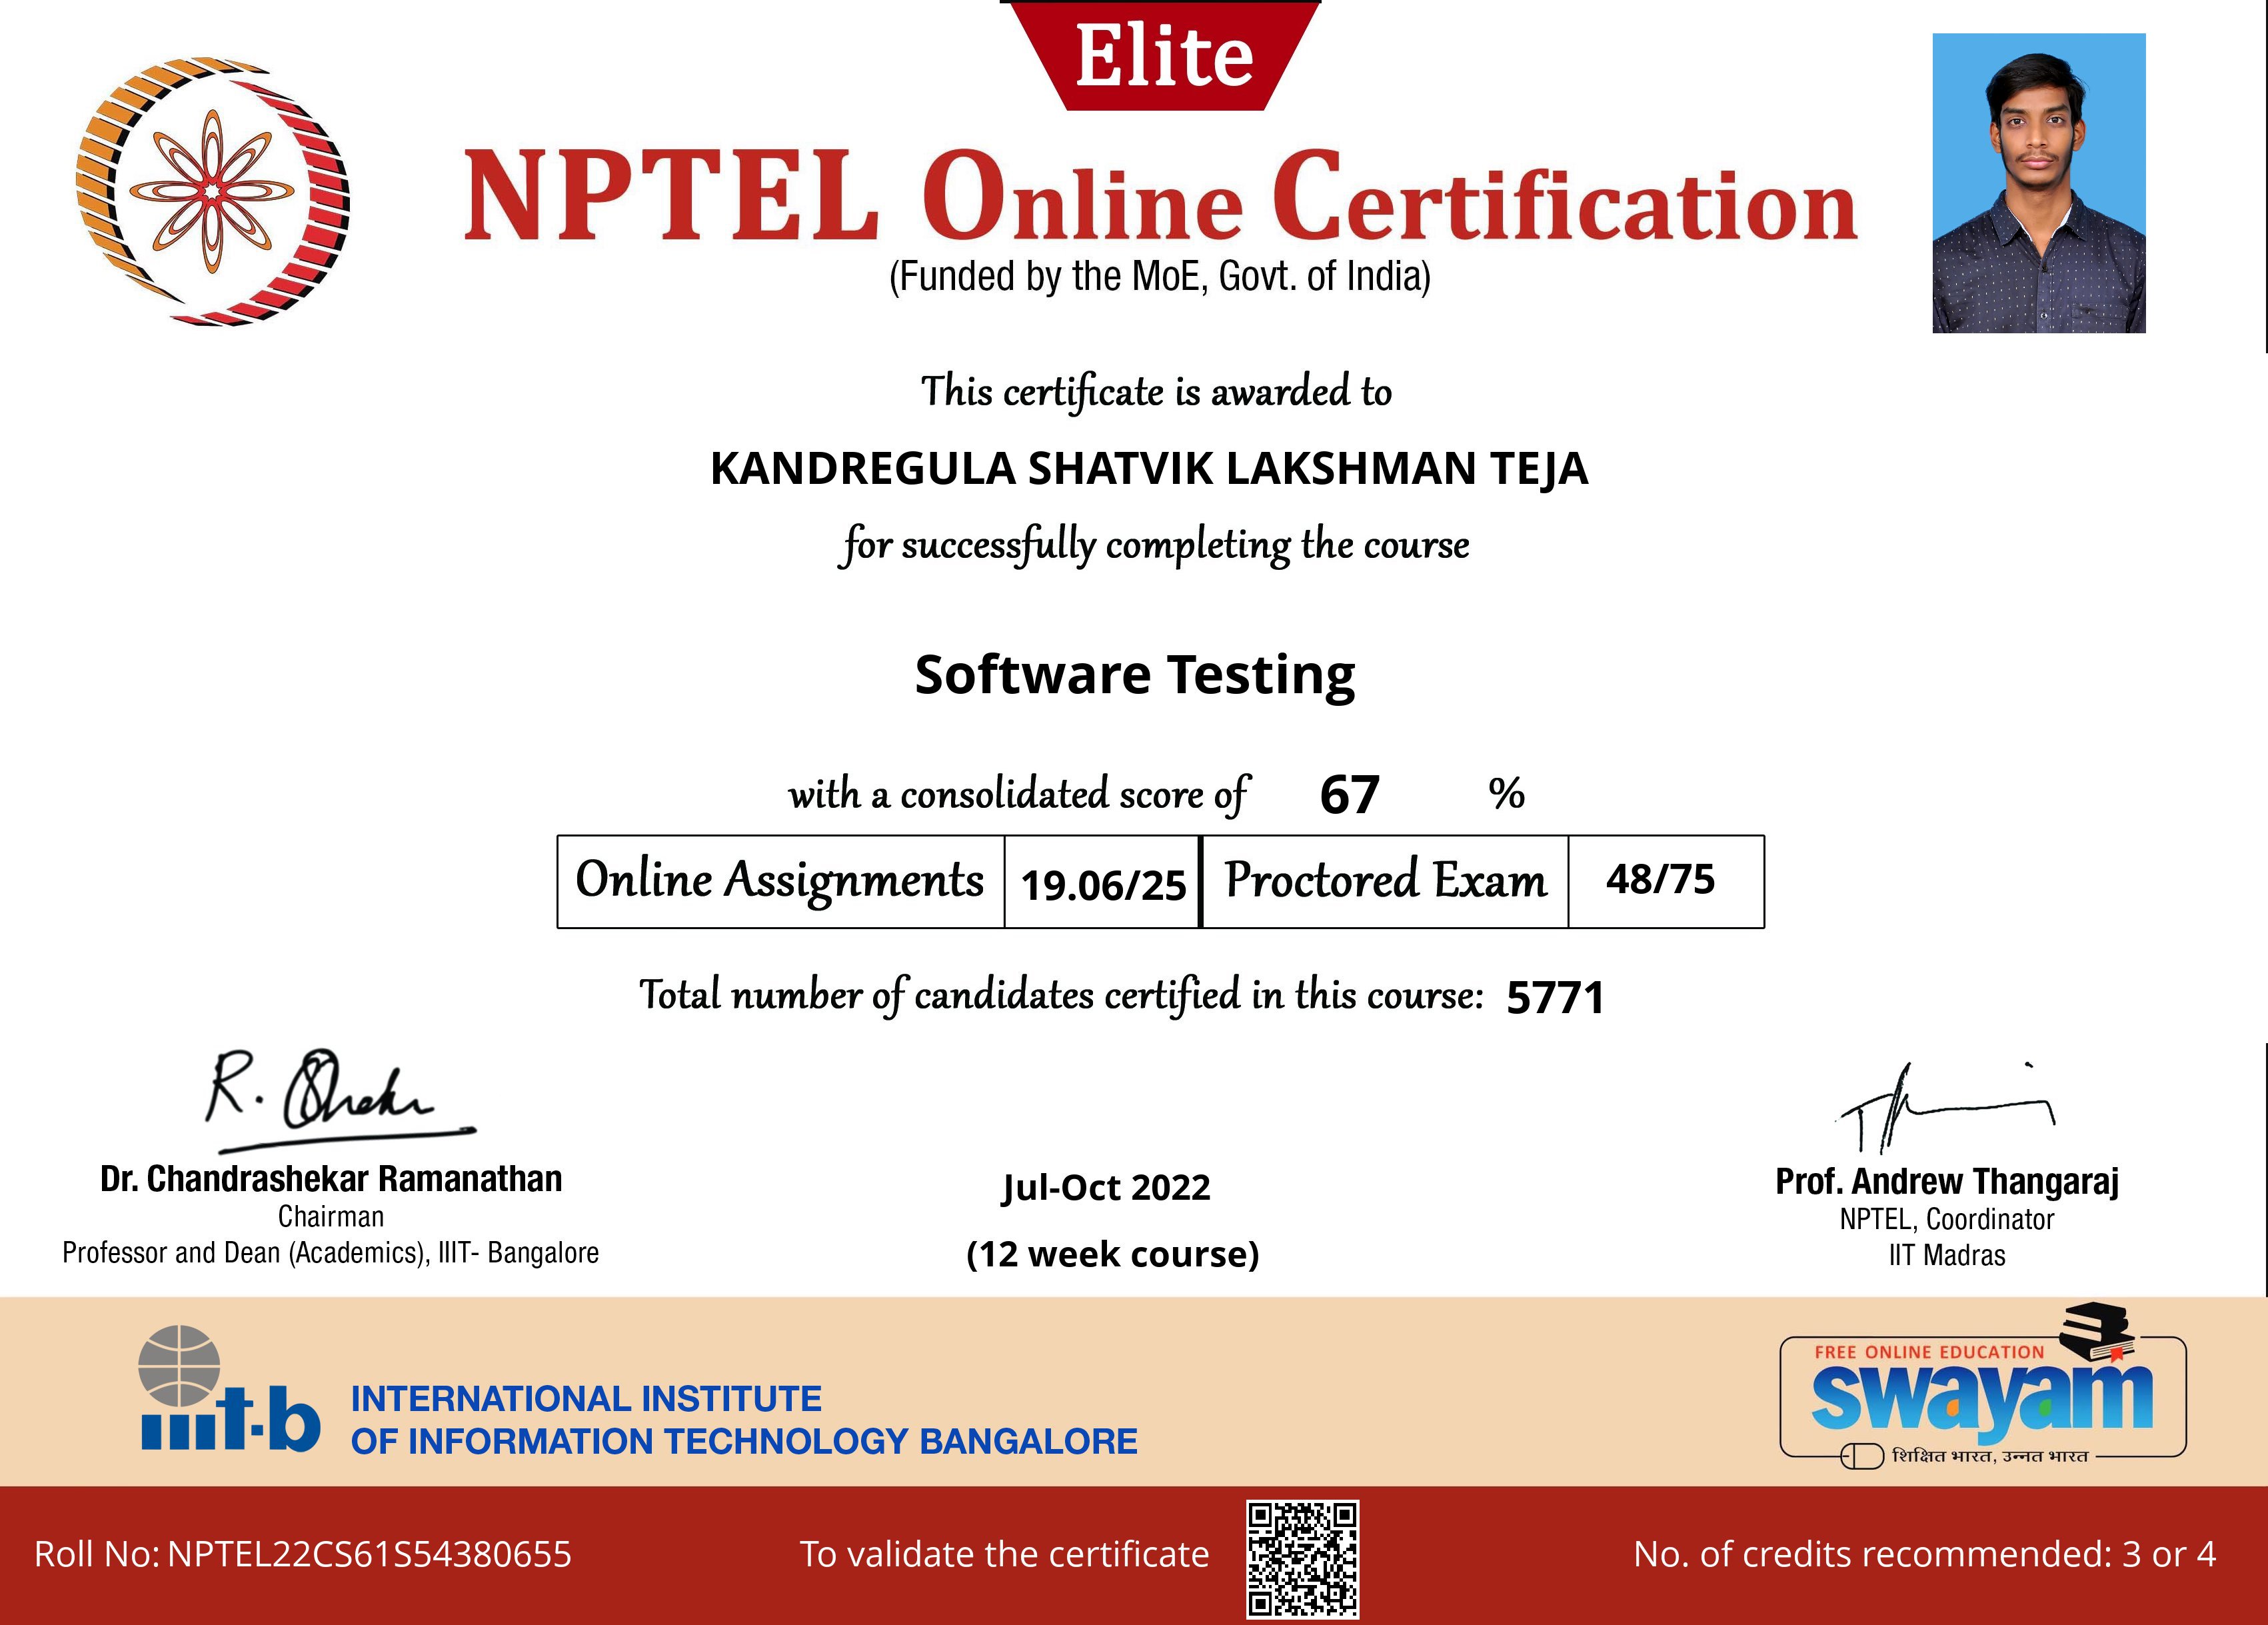 Elite
NPTEL Online Certification
(Funded by the MoE, Govt. of India)
This certificate is awarded to
KANDREGULA SHATVIK LAKSHMAN TEJA
for successfully completing the course
Software Testing
with a consolidated score of 67 %
Online Assignments 19.06/25 Proctored Exam 48/75
Total number of candidates certified in this course: 5771
Dr. Chandrashekar Ramanathan
Chairman
Professor and Dean (Academics), IIIT- Bangalore
Jul-Oct 2022
(12 week course)
Prof. Andrew Thangaraj
NPTEL, Coordinator
IIT Madras
iiit-b
INTERNATIONAL INSTITUTE
OF INFORMATION TECHNOLOGY BANGALORE
FREE ONLINE EDUCATION
swayam
शिक्षित भारत, उन्नत भारत
Roll No: NPTEL22CS61S54380655
To validate the certificate
No. of credits recommended: 3 or 4